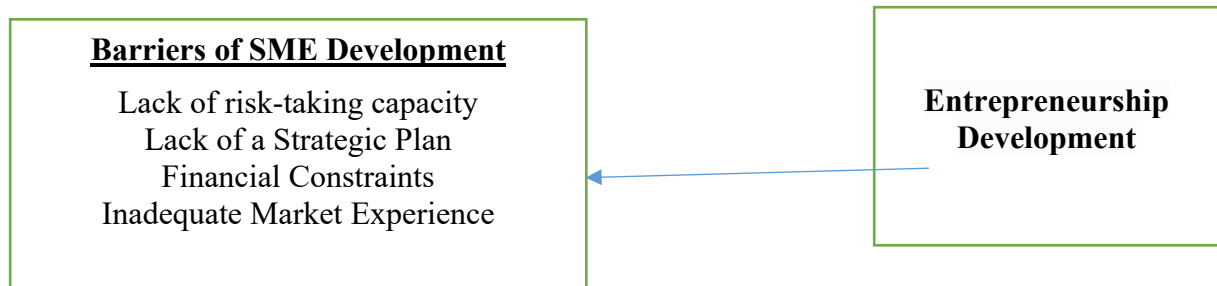 Barriers of SME Development
Lack of risk-taking capacity
Lack of a Strategic Plan
Financial Constraints
Inadequate Market Experience
Entrepreneurship
Development